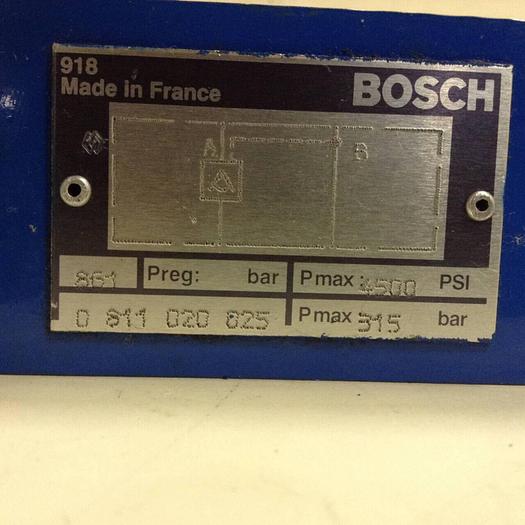 918
Made in France BOSCH
A
B
861 Preg: bar Pmax: 4500 PSI
0 811 020 825 Pmax 315 bar